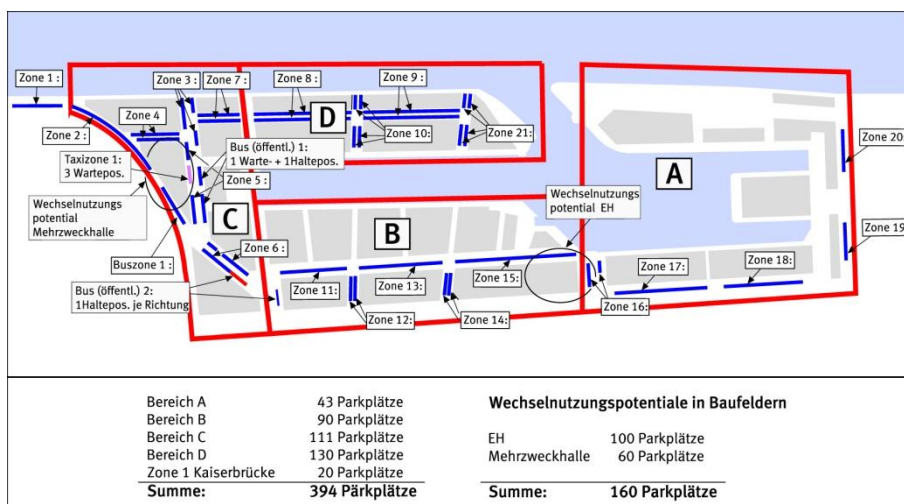 Zone 1 :
Zone 2 :
Zone 3 :
Zone 7 :
Zone 8 :
Zone 9 :
Zone 4
D
Zone 10:
Zone 21:
Taxizone 1:
3 Wartepos.
Bus (öffentl.) 1:
1 Warte- + 1Haltepos.
Zone 5 :
Wechselnutzungs
potential
Mehrzweckhalle
C
Buszone 1 :
Zone 6 :
Bus (öffentl.) 2:
1Haltepos. je Richtung
B
Wechselnutzungs
potential EH
Zone 11:
Zone 12:
Zone 13:
Zone 14:
Zone 15:
A
Zone 16:
Zone 17:
Zone 18:
Zone 19:
Zone 20:
Bereich A 43 Parkplätze
Bereich B 90 Parkplätze
Bereich C 111 Parkplätze
Bereich D 130 Parkplätze
Zone 1 Kaiserbrücke 20 Parkplätze
Summe: 394 Pärkplätze
Wechselnutzungspotentiale in Baufeldern
EH 100 Parkplätze
Mehrzweckhalle 60 Parkplätze
Summe: 160 Parkplätze